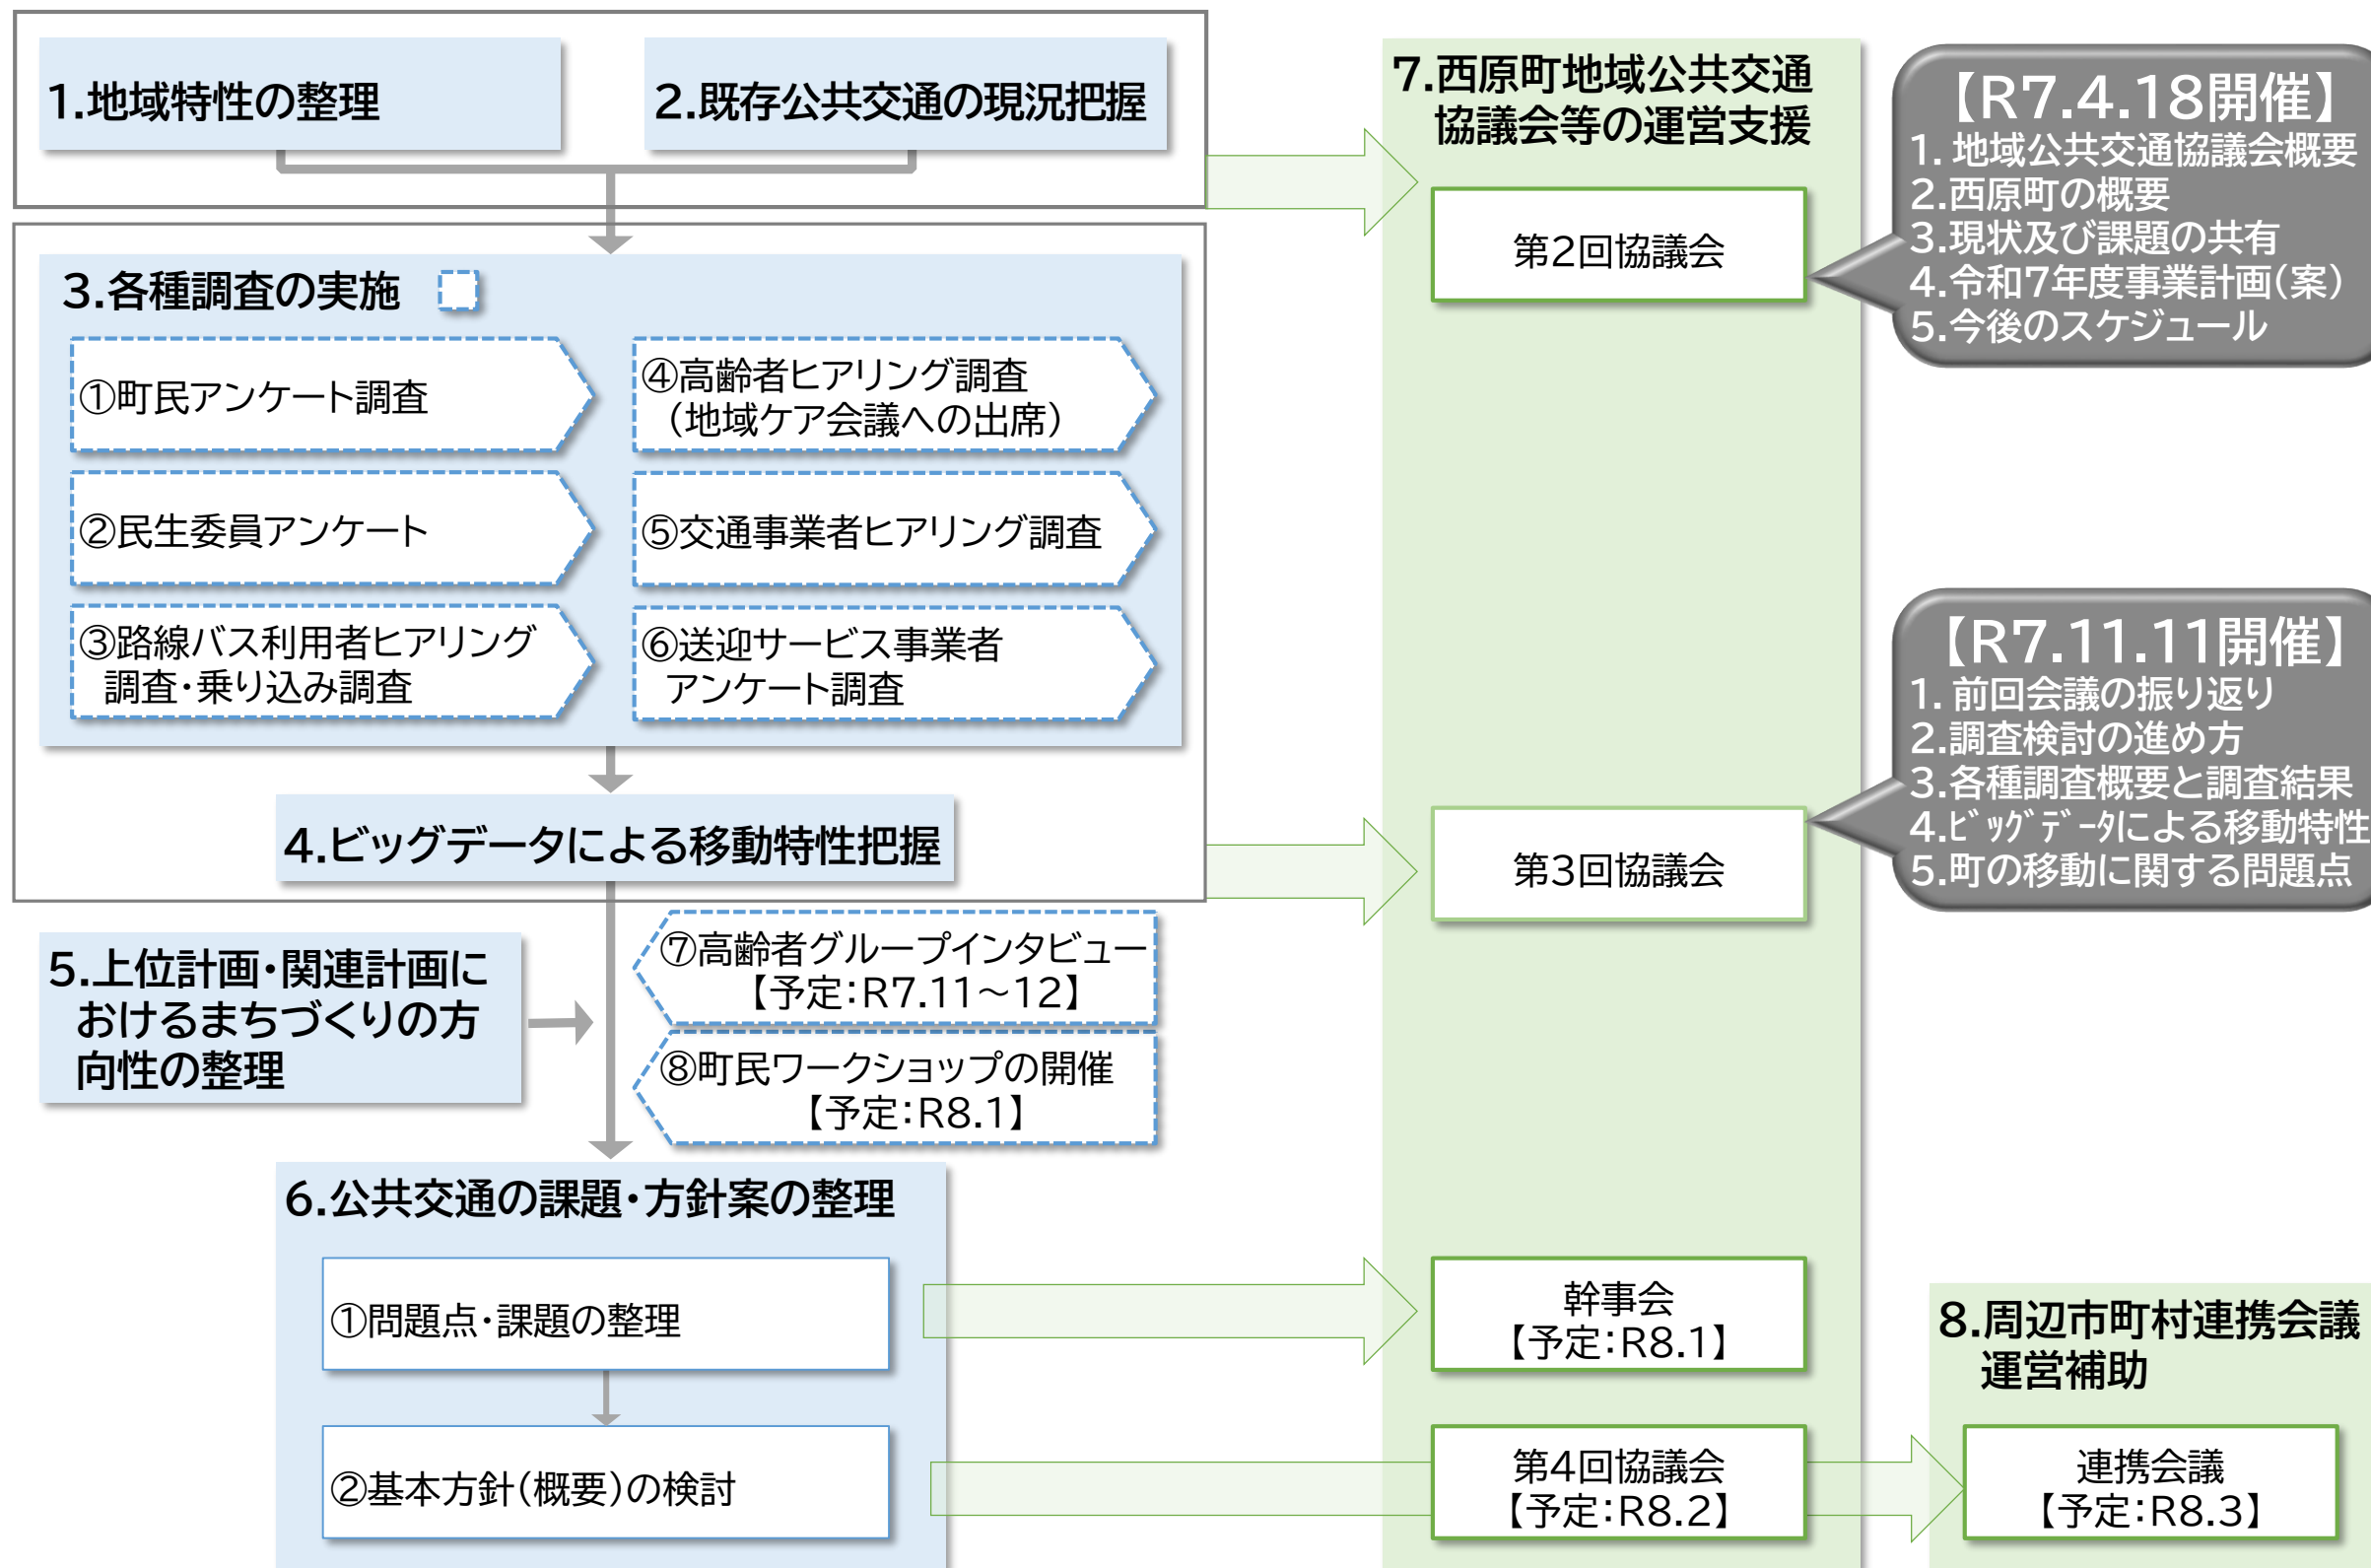 1.地域特性の整理
2.既存公共交通の現況把握
3.各種調査の実施
①町民アンケート調査
②民生委員アンケート
③路線バス利用者ヒアリング
調査・乗り込み調査
④高齢者ヒアリング調査
（地域ケア会議への出席）
⑤交通事業者ヒアリング調査
⑥送迎サービス事業者
アンケート調査
4.ビッグデータによる移動特性把握
5.上位計画・関連計画に
おけるまちづくりの方
向性の整理
⑦高齢者グループインタビュー
【予定：R7.11～12】
⑧町民ワークショップの開催
【予定：R8.1】
6.公共交通の課題・方針案の整理
①問題点・課題の整理
②基本方針（概要）の検討
7.西原町地域公共交通
協議会等の運営支援
第2回協議会
第3回協議会
幹事会
【予定：R8.1】
第4回協議会
【予定：R8.2】
【R7.4.18開催】
1. 地域公共交通協議会概要
2.西原町の概要
3.現状及び課題の共有
4.令和7年度事業計画（案）
5.今後のスケジュール
【R7.11.11開催】
1. 前回会議の振り返り
2.調査検討の進め方
3.各種調査概要と調査結果
4.ﾋﾞｯｸﾞﾃﾞｰﾀによる移動特性
5.町の移動に関する問題点
8.周辺市町村連携会議
運営補助
連携会議
【予定：R8.3】